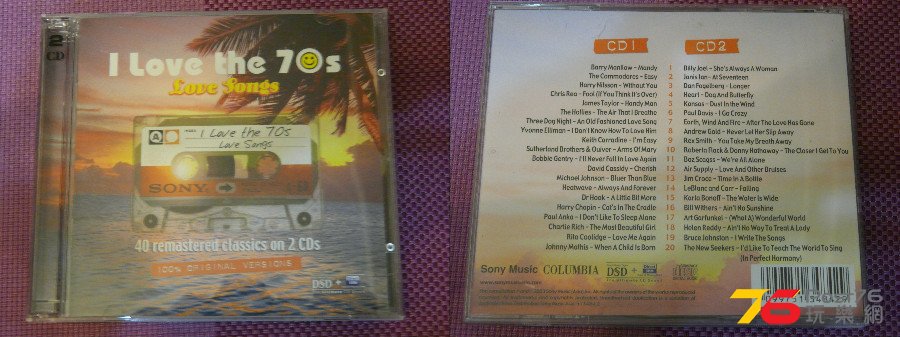 2
CD
I Love the 70s
Love Songs
A
I Love the 70s
Love Songs
SONY
40 remastered classics on 2 CDs
100% ORIGINAL VERSIONS
DSD
CD1
CD2
Barry Manilow - Mandy
The Commodores - Easy
Harry Nilsson - Without You
Chris Rea - Fool (If You Think It's Over)
James Taylor - Handy Man
The Hollies - The Air That I Breathe
Three Dog Night - An Old Fashioned Love Song
Yvonne Elliman - I Don't Know How To Love Him
Keith Carradine - I'm Easy
Sutherland Brothers & Quiver - Arms Of Mary
Bobbie Gentry - I'll Never Fall In Love Again
David Cassidy - Cherish
Michael Johnson - Bluer Than Blue
Heatwave - Always And Forever
Dr Hook - A Little Bit More
Harry Chapin - Cat's In The Cradle
Paul Anka - I Don't Like To Sleep Alone
Charlie Rich - The Most Beautiful Girl
Rita Coolidge - Love Me Again
Johnny Mathis - When A Child Is Born
1 Billy Joel - She's Always A Woman
2 Janis Ian - At Seventeen
3 Dan Fogelberg - Longer
4 Heart - Dog And Butterfly
5 Kansas - Dust In the Wind
6 Paul Davis - I Go Crazy
7 Earth, Wind And Fire - After The Love Has Gone
8 Andrew Gold - Never Let Her Slip Away
9 Rex Smith - You Take My Breath Away
10 Roberta Flack & Donny Hathaway - The Closer I Get To You
11 Boz Scaggs - We're All Alone
12 Air Supply - Love And Other Bruises
13 Jim Croce - Time In A Bottle
14 LeBlanc and Carr - Falling
15 Karla Bonoff - The Water Is Wide
16 Bill Withers - Ain't No Sunshine
17 Art Garfunkel - (What A) Wonderful World
18 Helen Reddy - Ain't No Way To Treat A Lady
19 Bruce Johnston - I Write The Songs
20 The New Seekers - I'd Like To Teach The World To Sing
(In Perfect Harmony)
Sony Music COLUMBIA DSD
76
玩樂網